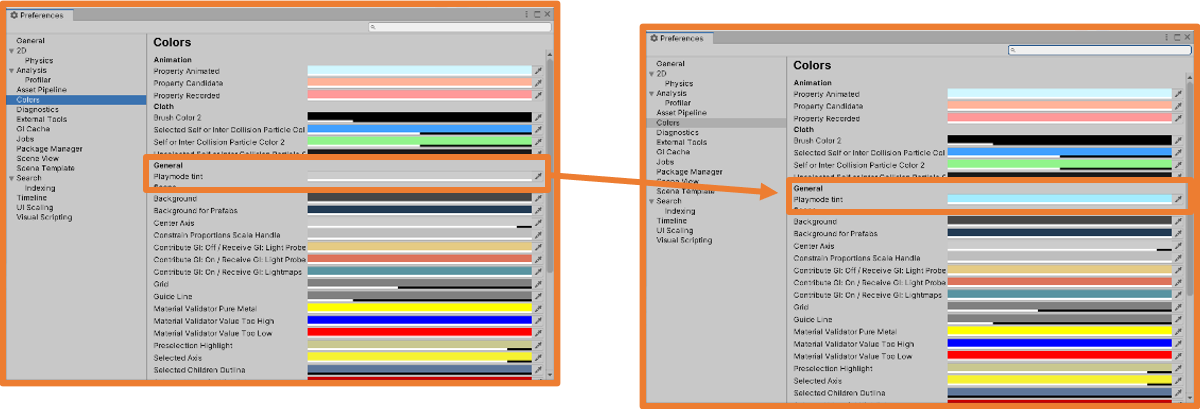 Preferences
General
2D
Physics
Analysis
Profiler
Asset Pipeline
Colors
Diagnostics
External Tools
GI Cache
Jobs
Package Manager
Scene View
Scene Template
Search
Indexing
Timeline
UI Scaling
Visual Scripting
Colors
Animation
Property Animated
Property Candidate
Property Recorded
Cloth
Brush Color 2
Selected Self or Inter Collision Particle Col
Self or Inter Collision Particle Color 2
General
Playmode tint
Background
Background for Prefabs
Center Axis
Constrain Proportions Scale Handle
Contribute GI: Off / Receive GI: Light Probe
Contribute GI: On / Receive GI: Light Probe
Contribute GI: On / Receive GI: Lightmaps
Grid
Guide Line
Material Validator Pure Metal
Material Validator Value Too High
Material Validator Value Too Low
Preselection Highlight
Selected Axis
Selected Children Outline
Preferences
General
2D
Physics
Analysis
Profiler
Asset Pipeline
Colors
Diagnostics
External Tools
GI Cache
Jobs
Package Manager
Scene View
Scene Template
Search
Indexing
Timeline
UI Scaling
Visual Scripting
Colors
Animation
Property Animated
Property Candidate
Property Recorded
Cloth
Brush Color 2
Selected Self or Inter Collision Particle Col
Self or Inter Collision Particle Color 2
General
Playmode tint
Background
Background for Prefabs
Center Axis
Constrain Proportions Scale Handle
Contribute GI: Off / Receive GI: Light Probe
Contribute GI: On / Receive GI: Light Probe
Contribute GI: On / Receive GI: Lightmaps
Grid
Guide Line
Material Validator Pure Metal
Material Validator Value Too High
Material Validator Value Too Low
Preselection Highlight
Selected Axis
Selected Children Outline